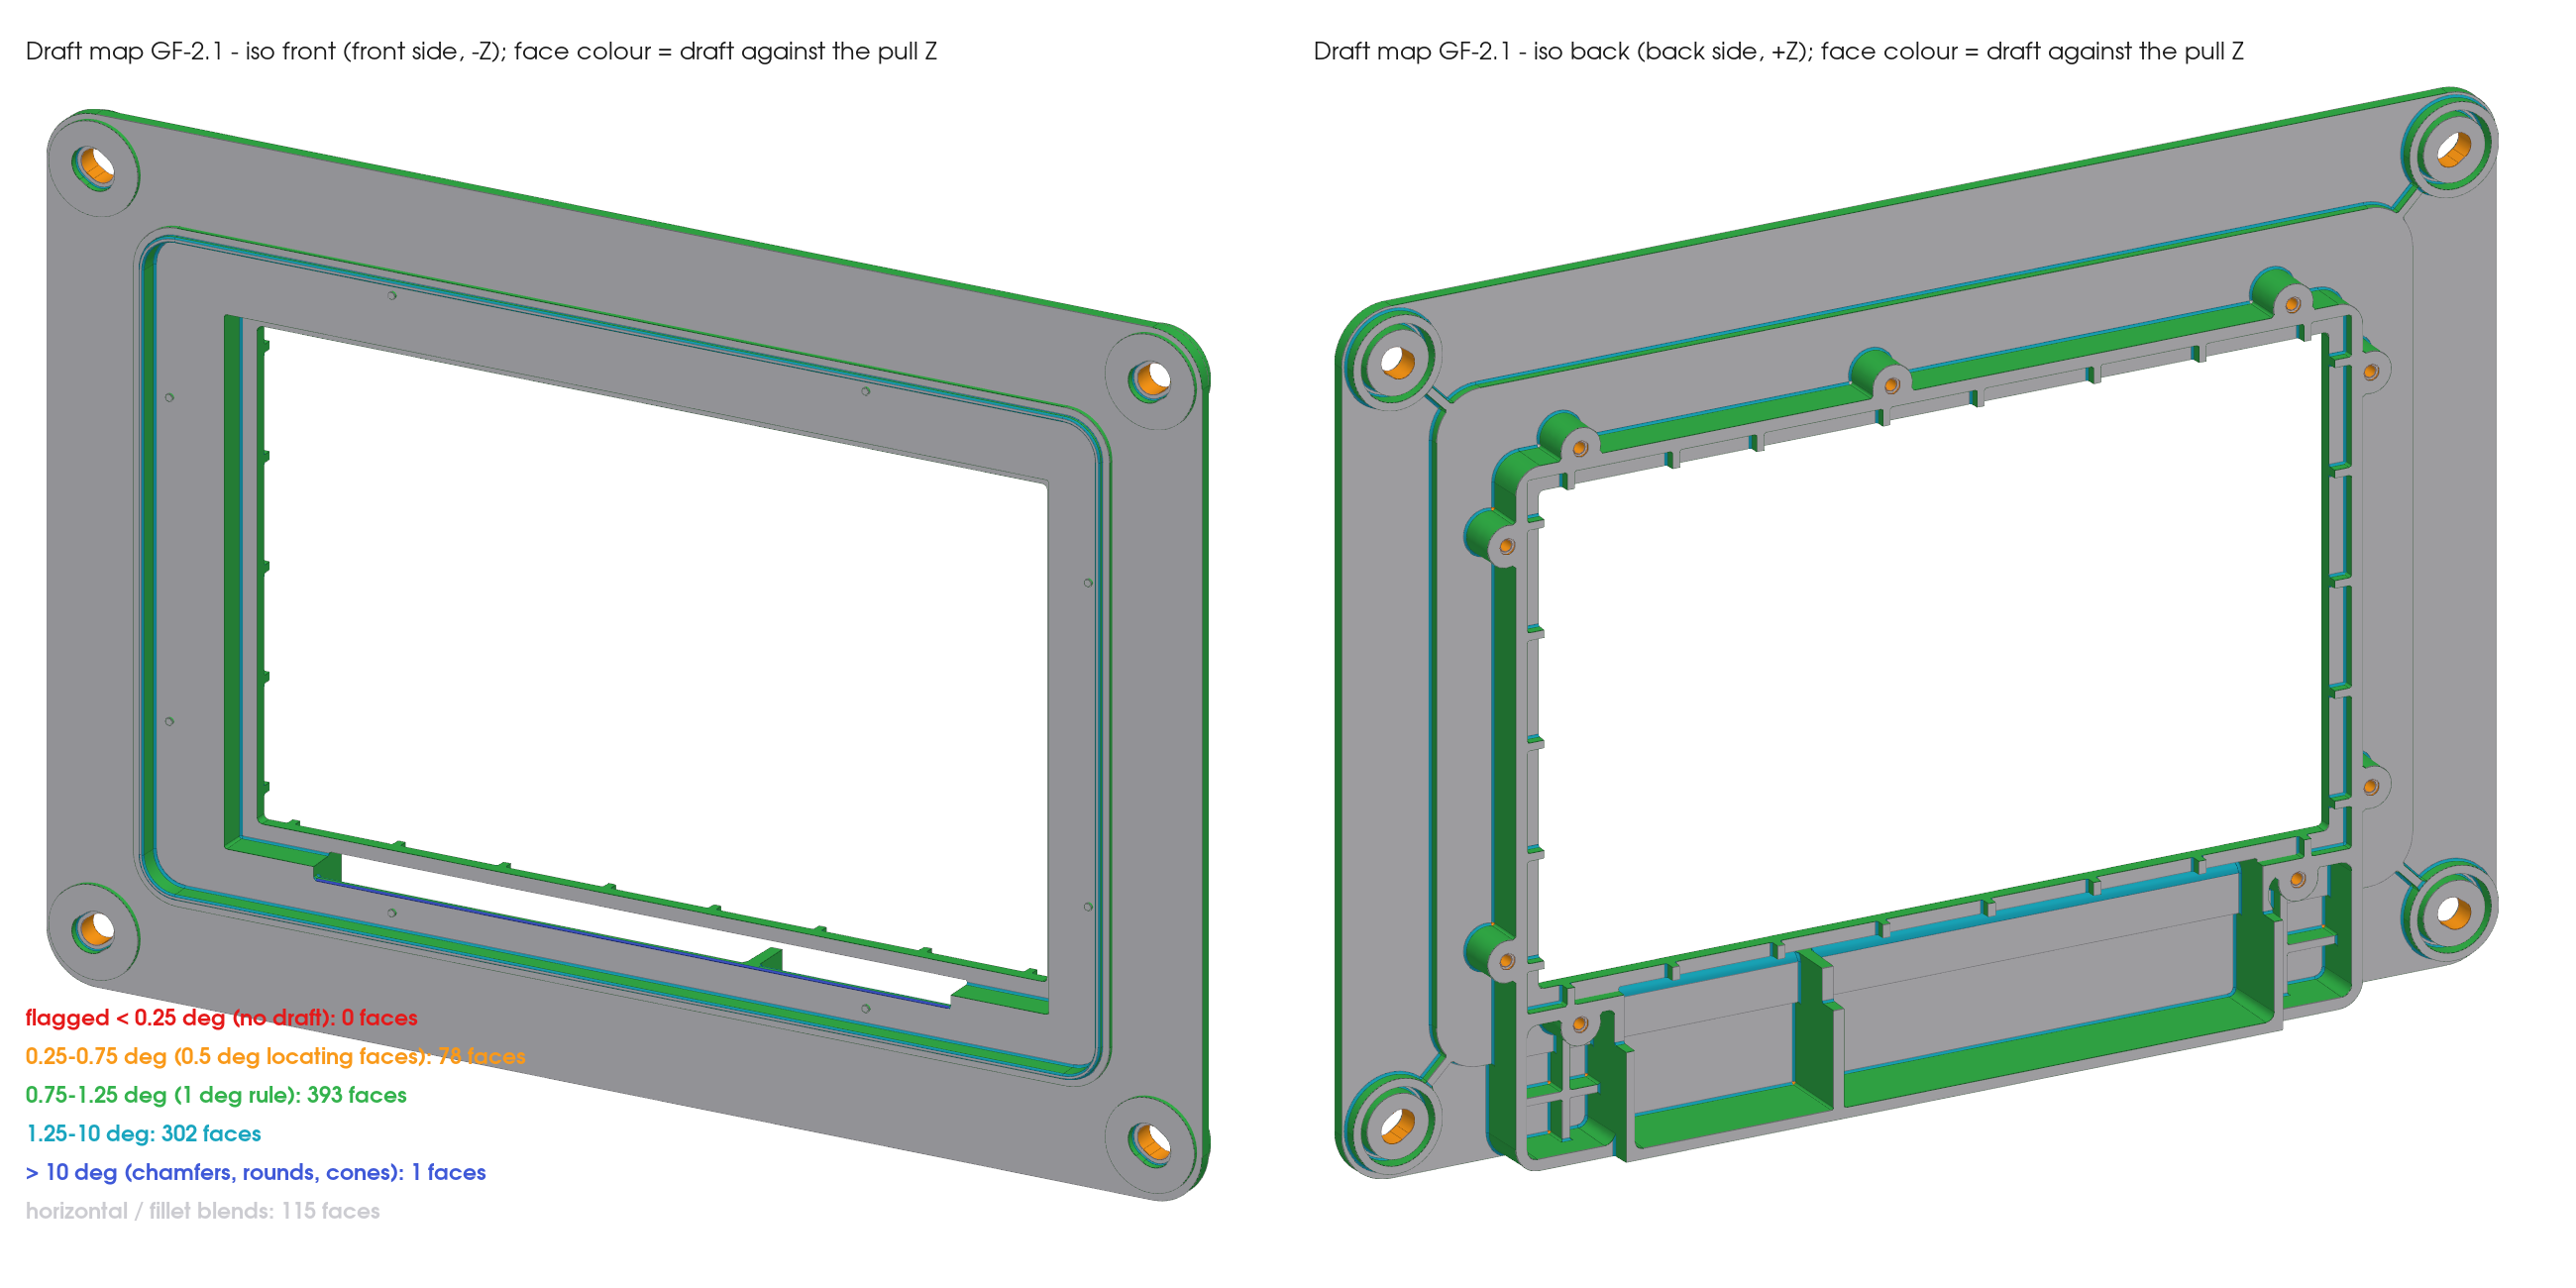 Draft map GF-2.1 - iso front (front side, -Z); face colour = draft against the pull Z
Draft map GF-2.1 - iso back (back side, +Z); face colour = draft against the pull Z
flagged < 0.25 deg (no draft): 0 faces
0.25-0.75 deg (0.5 deg locating faces): 78 faces
0.75-1.25 deg (1 deg rule): 393 faces
1.25-10 deg: 302 faces
> 10 deg (chamfers, rounds, cones): 1 faces
horizontal / fillet blends: 115 faces